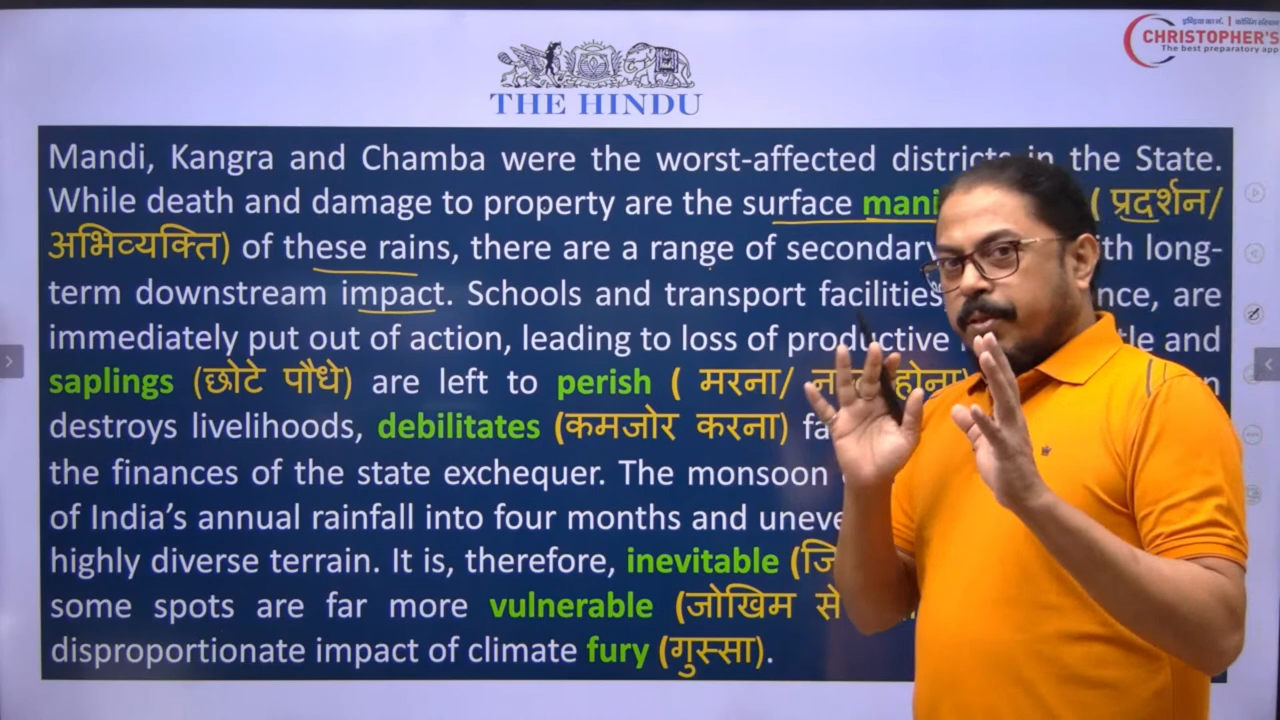 इण्डिया का नं. 1 कोचिंग संस्थान
CHRISTOPHER'S
The best preparatory app
THE HINDU
Mandi, Kangra and Chamba were the worst-affected districts in the State.
While death and damage to property are the surface mani ( प्रदर्शन/
अभिव्यक्ति) of these rains, there are a range of secondary th long-
term downstream impact. Schools and transport facilities nce, are
immediately put out of action, leading to loss of productive le and
saplings (छोटे पौधे) are left to perish ( मरना/ नष्ट होना) n
destroys livelihoods, debilitates (कमजोर करना) fa
the finances of the state exchequer. The monsoon
of India's annual rainfall into four months and uneve
highly diverse terrain. It is, therefore, inevitable (जि
some spots are far more vulnerable (जोखिम से
disproportionate impact of climate fury (गुस्सा).